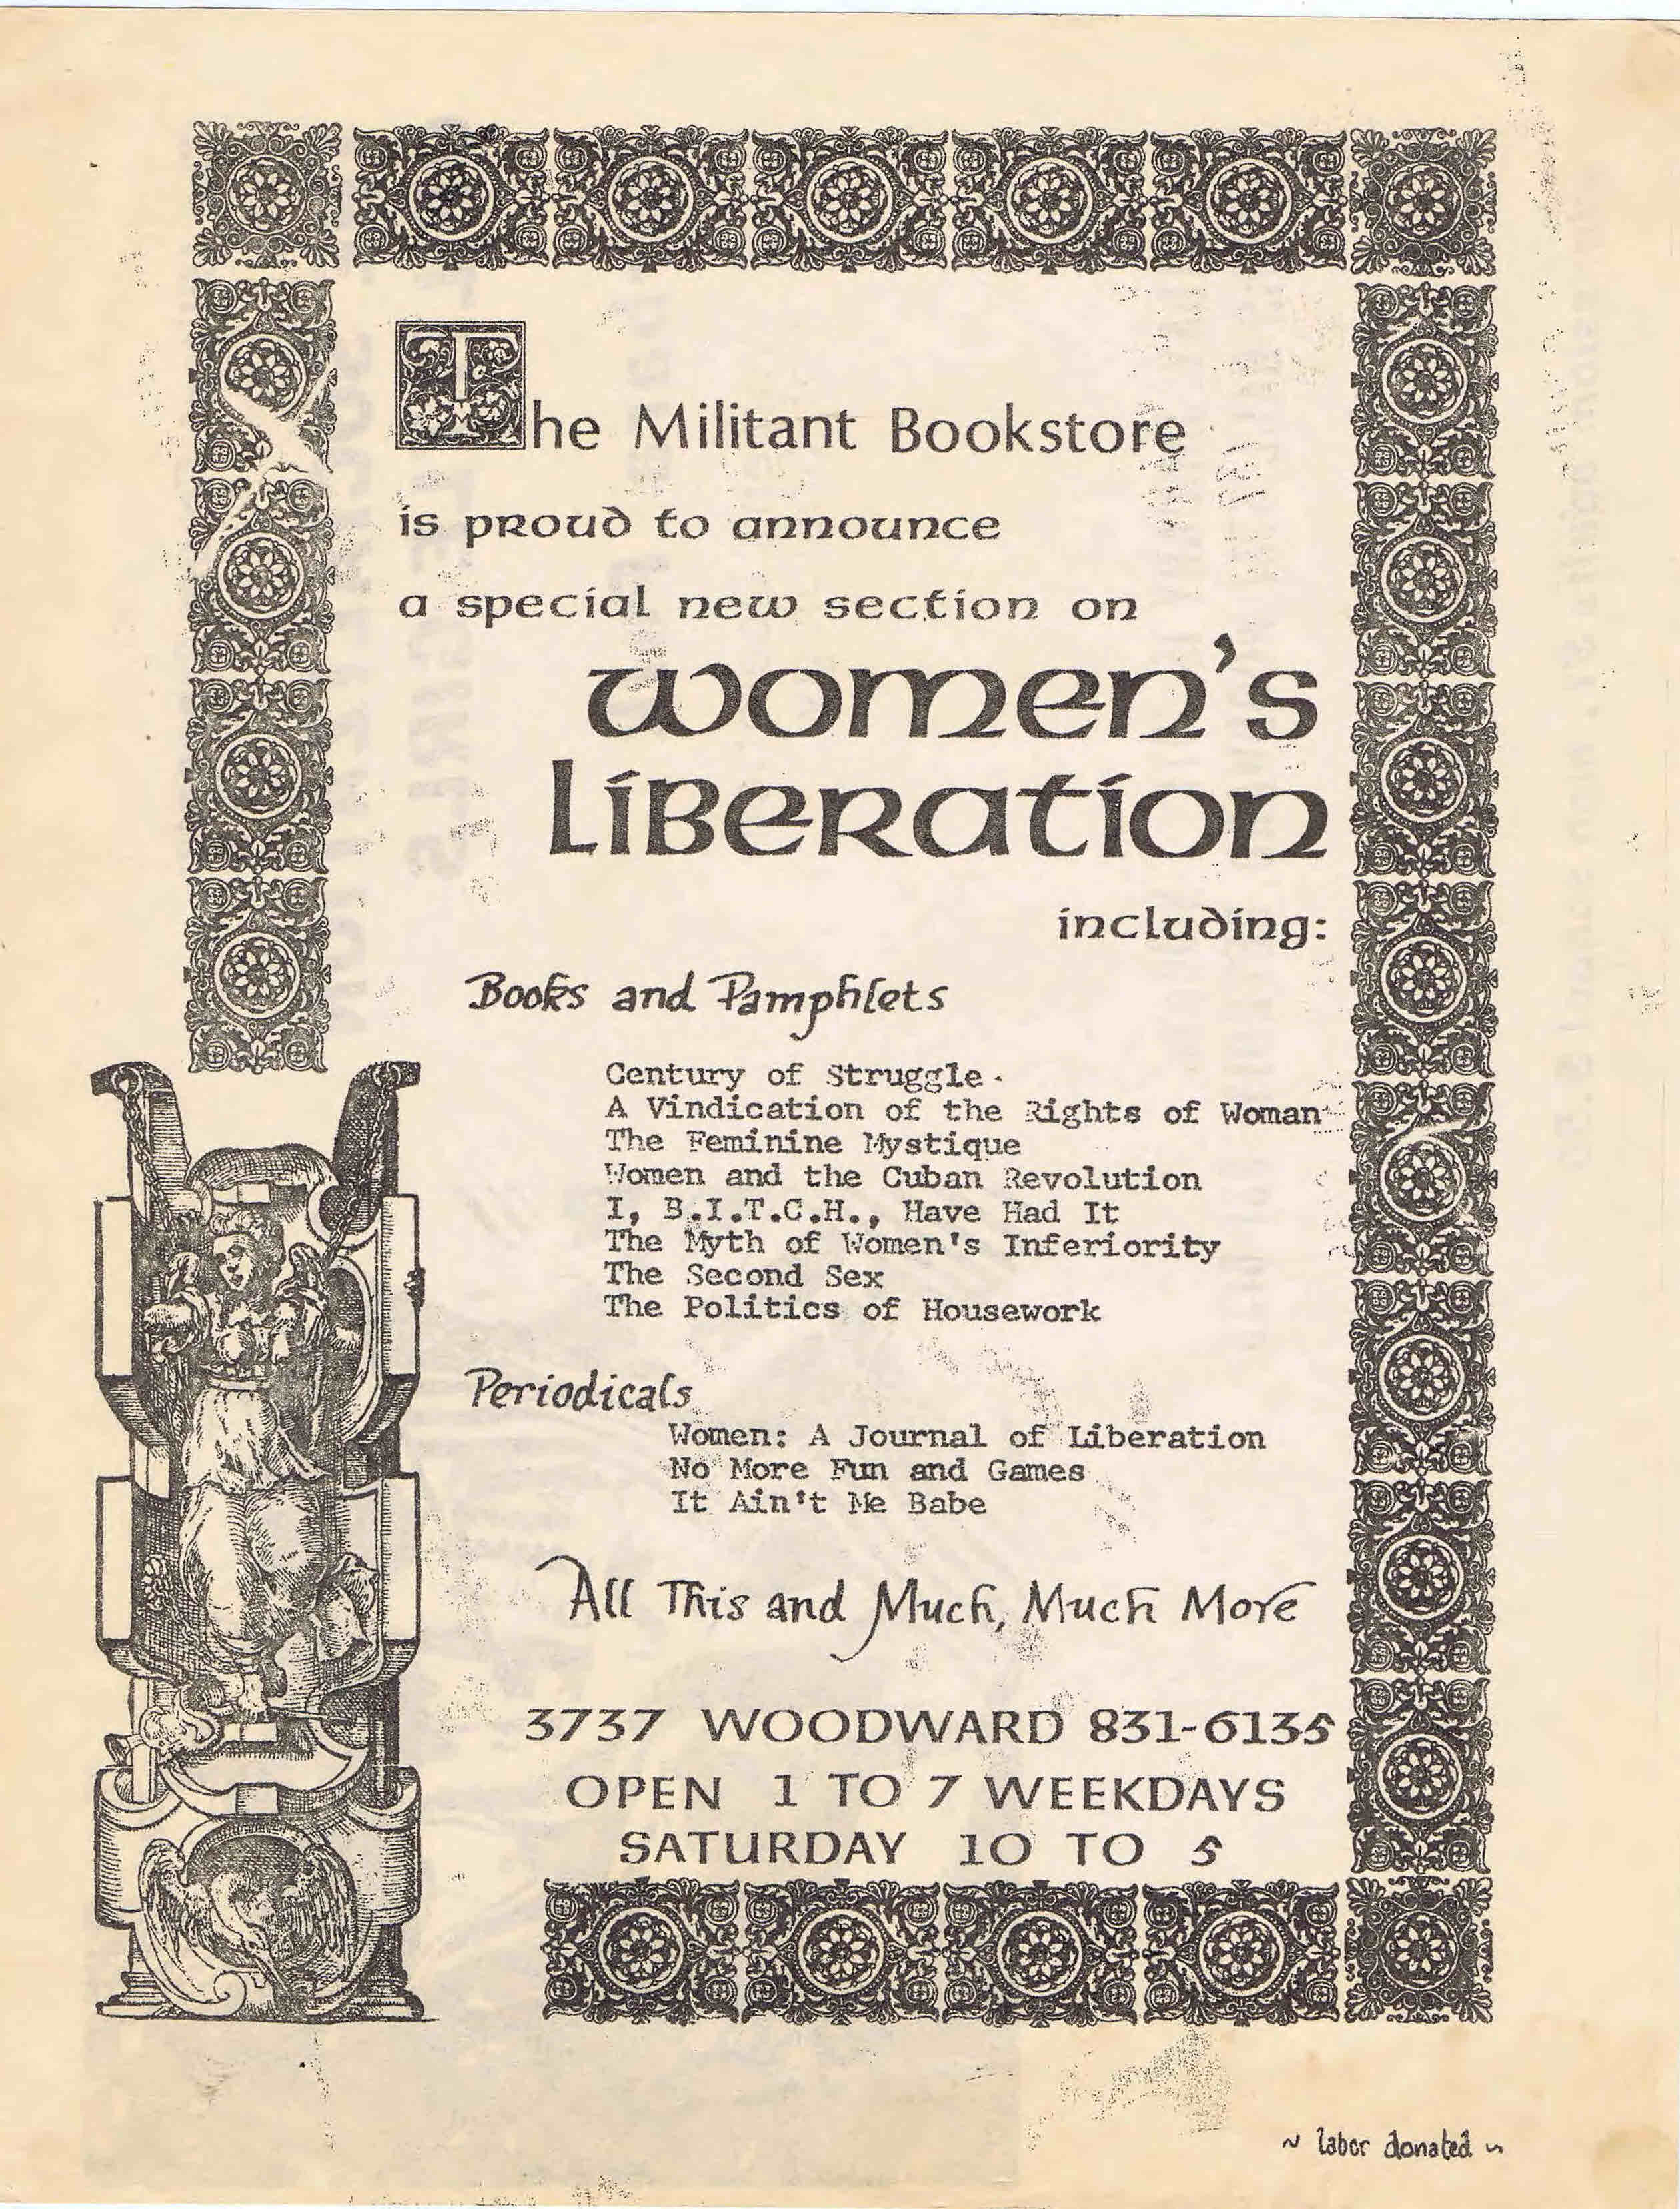 The Militant Bookstore
is proud to announce
a special new section on
women's
Liberation
including:
Books and Pamphlets
Century of Struggle
A Vindication of the Rights of Woman
The Feminine Mystique
Women and the Cuban Revolution
I, B.I.T.C.H., Have Had It
The Myth of Women's Inferiority
The Second Sex
The Politics of Housework
Periodicals
Women: A Journal of Liberation
No More Fun and Games
It Ain't Me Babe
All This and Much, Much More
3737 WOODWARD 831-6135
OPEN 1 TO 7 WEEKDAYS
SATURDAY 10 TO 5
~ labor donated ~